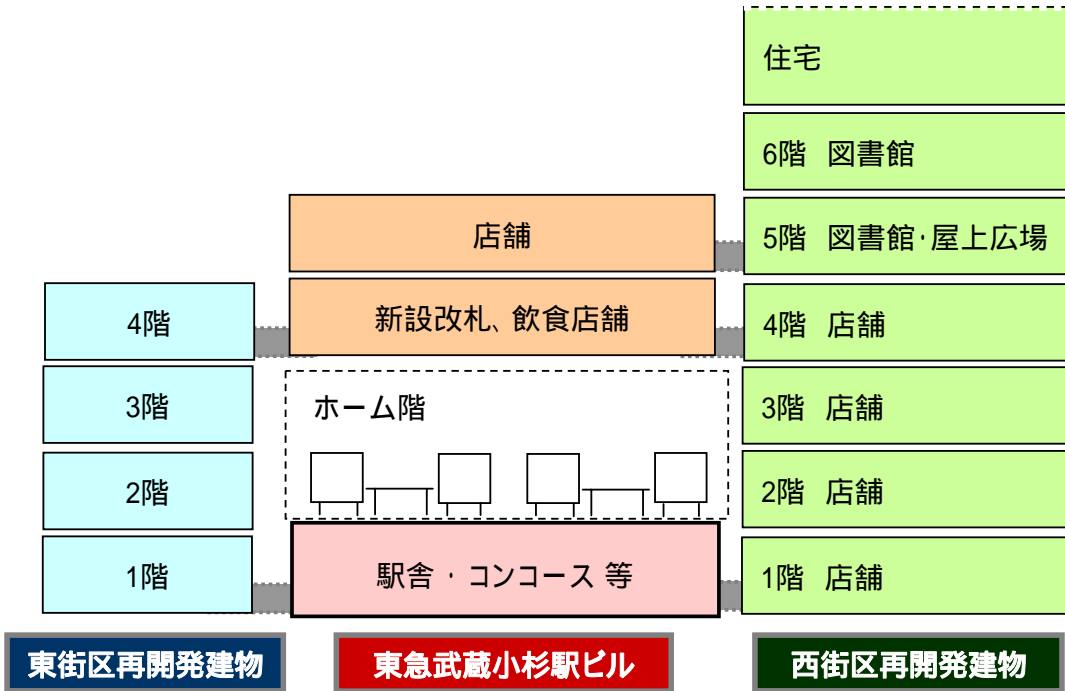 住宅
6階 図書館
店舗
5階 図書館・屋上広場
4階
新設改札、飲食店舗
4階 店舗
3階
ホーム階
3階 店舗
2階
2階 店舗
1階
駅舎・コンコース 等
1階 店舗
東街区再開発建物
東急武蔵小杉駅ビル
西街区再開発建物